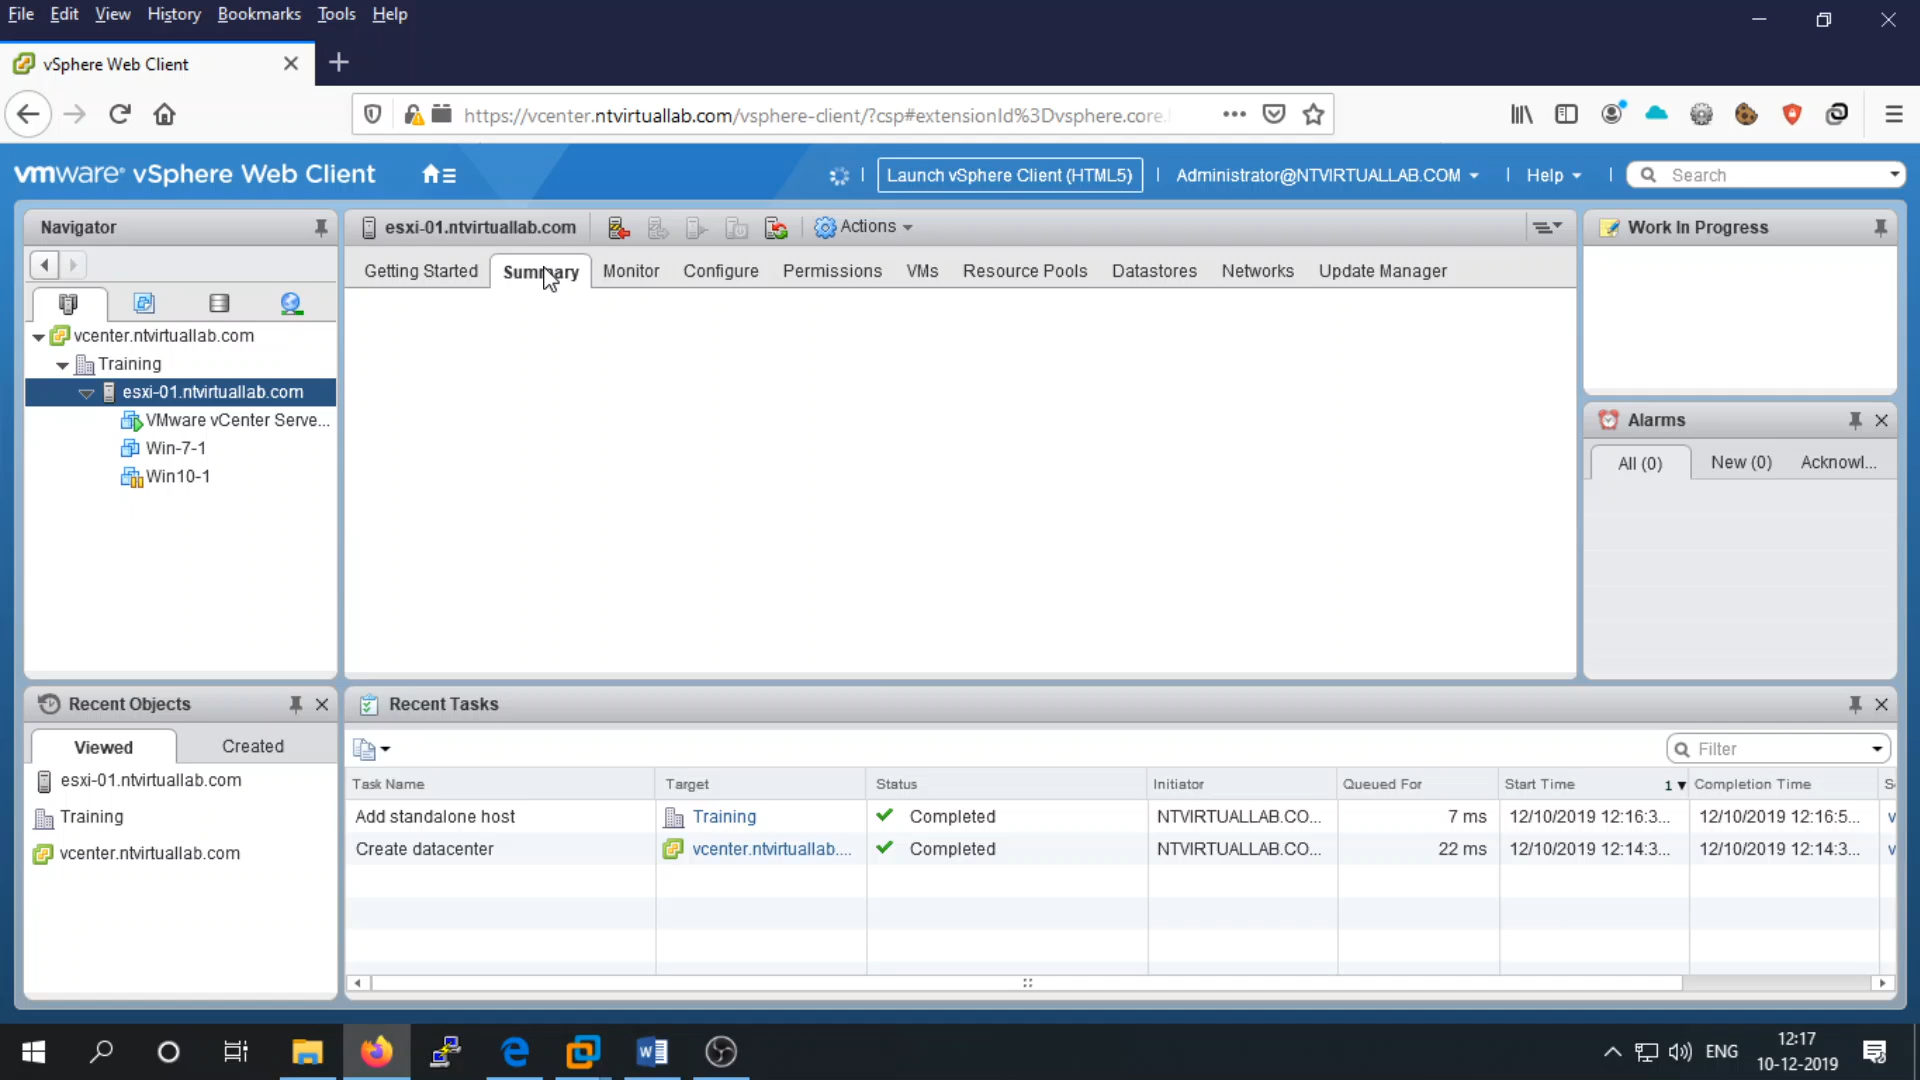 File Edit View History Bookmarks Tools Help
vSphere Web Client
https://vcenter.ntvirtuallab.com/vsphere-client/?csp#extensionId%3Dvsphere.core.
vmware® vSphere Web Client
Launch vSphere Client (HTML5)
Administrator@NTVIRTUALLAB.COM
Help
Search
Navigator
esxi-01.ntvirtuallab.com
Actions
Work In Progress
Getting Started Summary Monitor Configure Permissions VMs Resource Pools Datastores Networks Update Manager
vcenter.ntvirtuallab.com
Training
esxi-01.ntvirtuallab.com
VMware vCenter Serve...
Win-7-1
Win10-1
Alarms
All (0) New (0) Acknowl...
Recent Objects
Viewed Created
esxi-01.ntvirtuallab.com
Training
vcenter.ntvirtuallab.com
Recent Tasks
Filter
Task Name Target Status Initiator Queued For Start Time 1 Completion Time
Add standalone host Training Completed NTVIRTUALLAB.CO... 7 ms 12/10/2019 12:16:3... 12/10/2019 12:16:5... v
Create datacenter vcenter.ntvirtuallab.... Completed NTVIRTUALLAB.CO... 22 ms 12/10/2019 12:14:3... 12/10/2019 12:14:3... v
ENG
12:17
10-12-2019